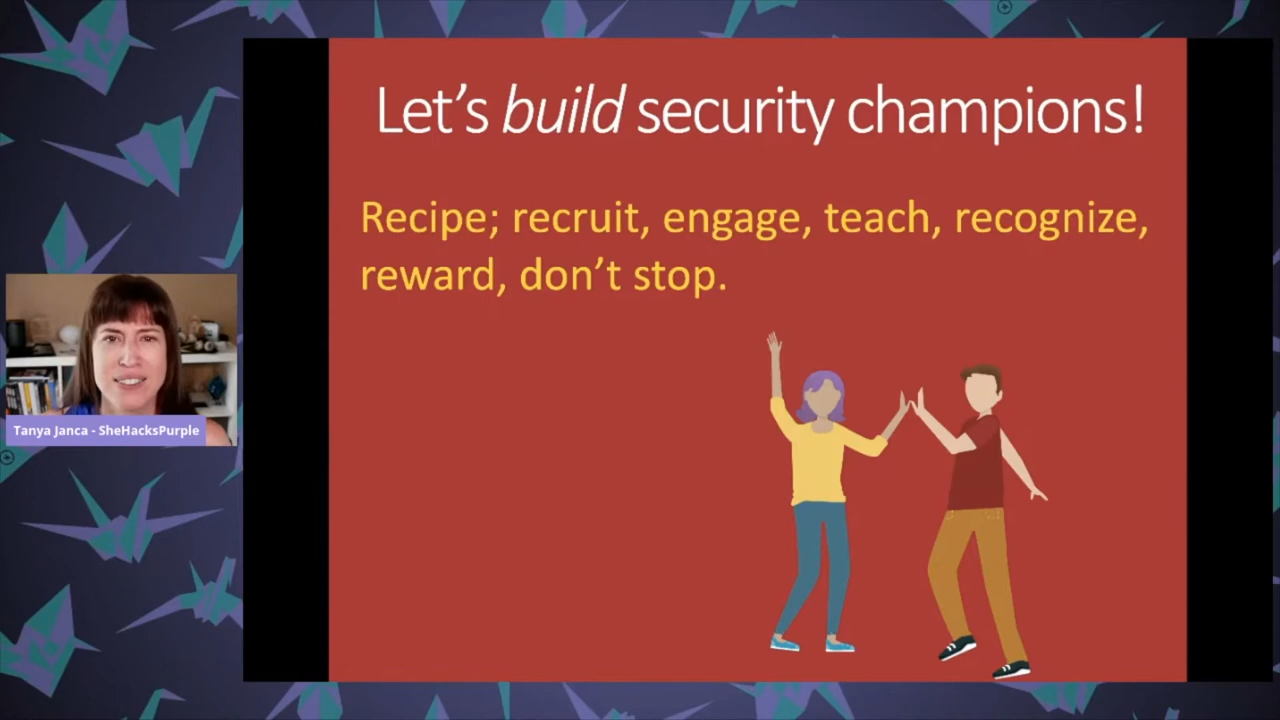 Let's build security champions!
Recipe; recruit, engage, teach, recognize,
reward, don't stop.
Tanya Janca - SheHacksPurple